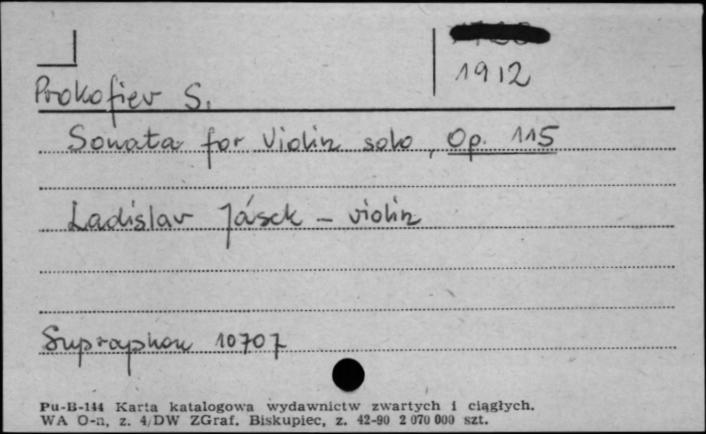 1912
Prokofiev S.
Sonata for Violin solo, Op. 115
Ladislav Jásek - violin
Supraphon 10707
Pu-B-144 Karta katalogowa wydawnictw zwartych i ciągłych.
WA O-n, z. 4/DW ZGraf. Biskupiec, z. 42-90 2 070 000 szt.